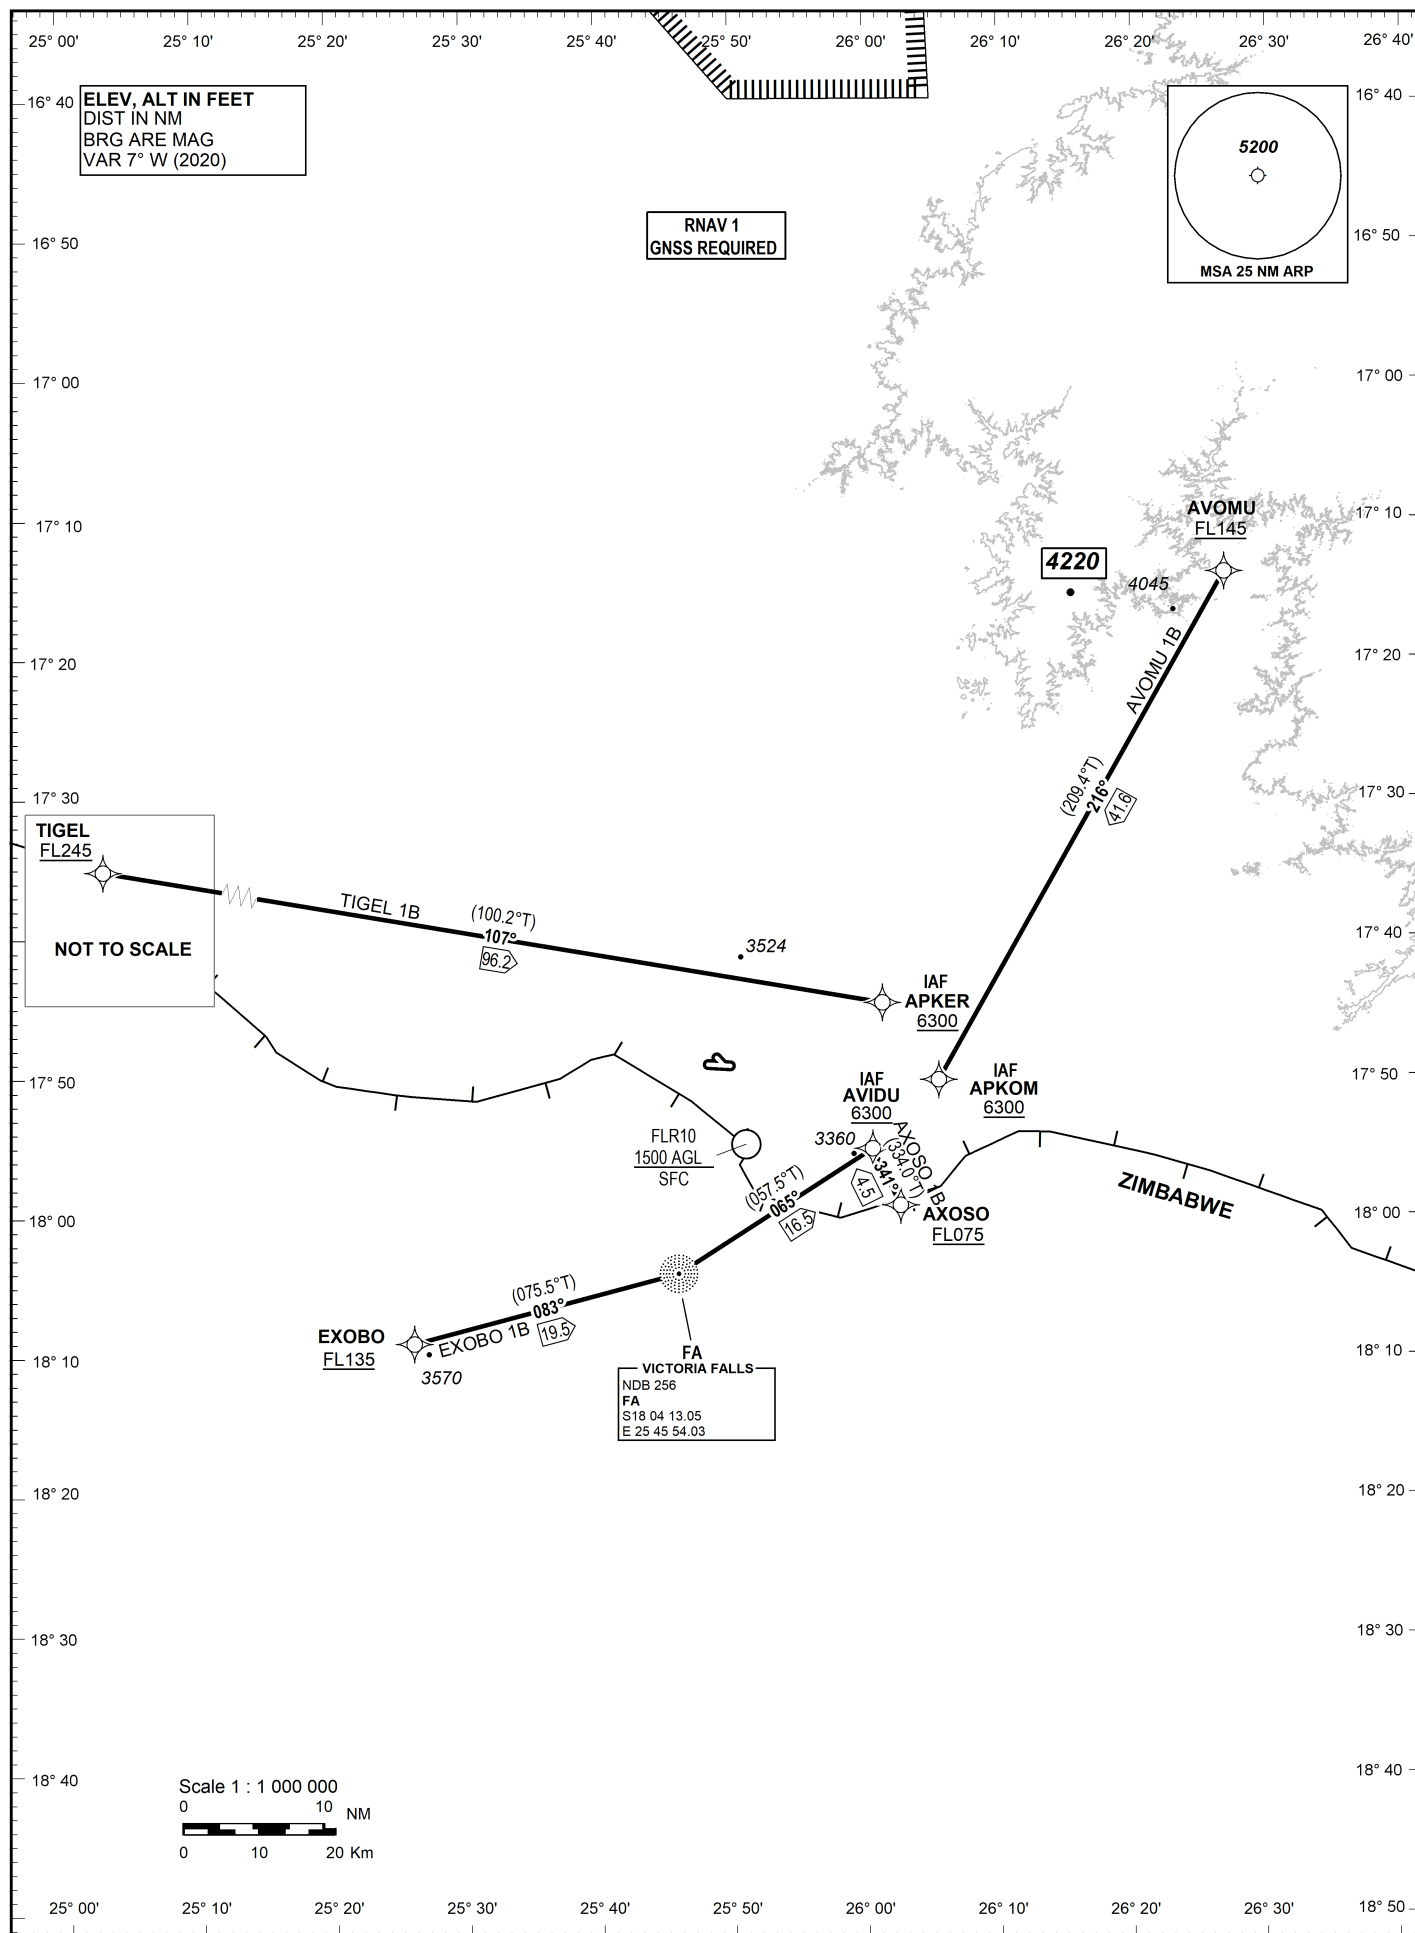 25° 00' 25° 10' 25° 30' 25° 40' 25° 50' 26° 00' 26° 10' 26° 20' 26° 30' 26° 40'
16° 40
ELEV, ALT IN FEET
DIST IN NM
BRG ARE MAG
VAR 7° W (2020)
16° 40
5200
MSA 25 NM ARP
RNAV 1
GNSS REQUIRED
16° 50
16° 50
17° 00
17° 00
17° 10
17° 10
AVOMU
FL145
4220
4045
AVOMU 1B
17° 20
17° 20
(209.4°T)
216°
41.6
17° 30
17° 30
TIGEL
FL245
NOT TO SCALE
TIGEL 1B
(100.2°T)
107°
96.2
3524
17° 40
IAF
APKER
6300
17° 50
17° 50
IAF
APKOM
6300
IAF
AVIDU
6300
3360
AXOSO 1B
(334.0°T)
341°
4.5
FLR10
1500 AGL
SFC
(057.5°T)
065°
16.5
AXOSO
FL075
ZIMBABWE
18° 00
18° 00
(075.5°T)
083°
EXOBO 1B
19.5
EXOBO
FL135
3570
FA
VICTORIA FALLS
NDB 256
FA
S18 04 13.05
E 25 45 54.03
18° 10
18° 10
18° 20
18° 20
18° 30
18° 30
18° 40
18° 40
Scale 1 : 1 000 000
0 10 NM
0 10 20 Km
25° 00' 25° 10' 25° 20' 25° 30' 25° 40' 25° 50' 26° 00' 26° 10' 26° 20' 26° 30' 18° 50